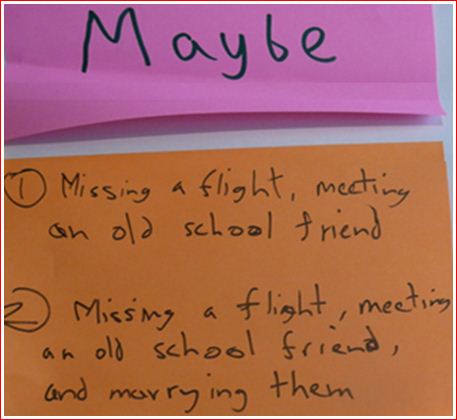 Maybe
① Missing a flight, meeting
an old school friend
② Missing a flight, meeting
an old school friend,
and marrying them